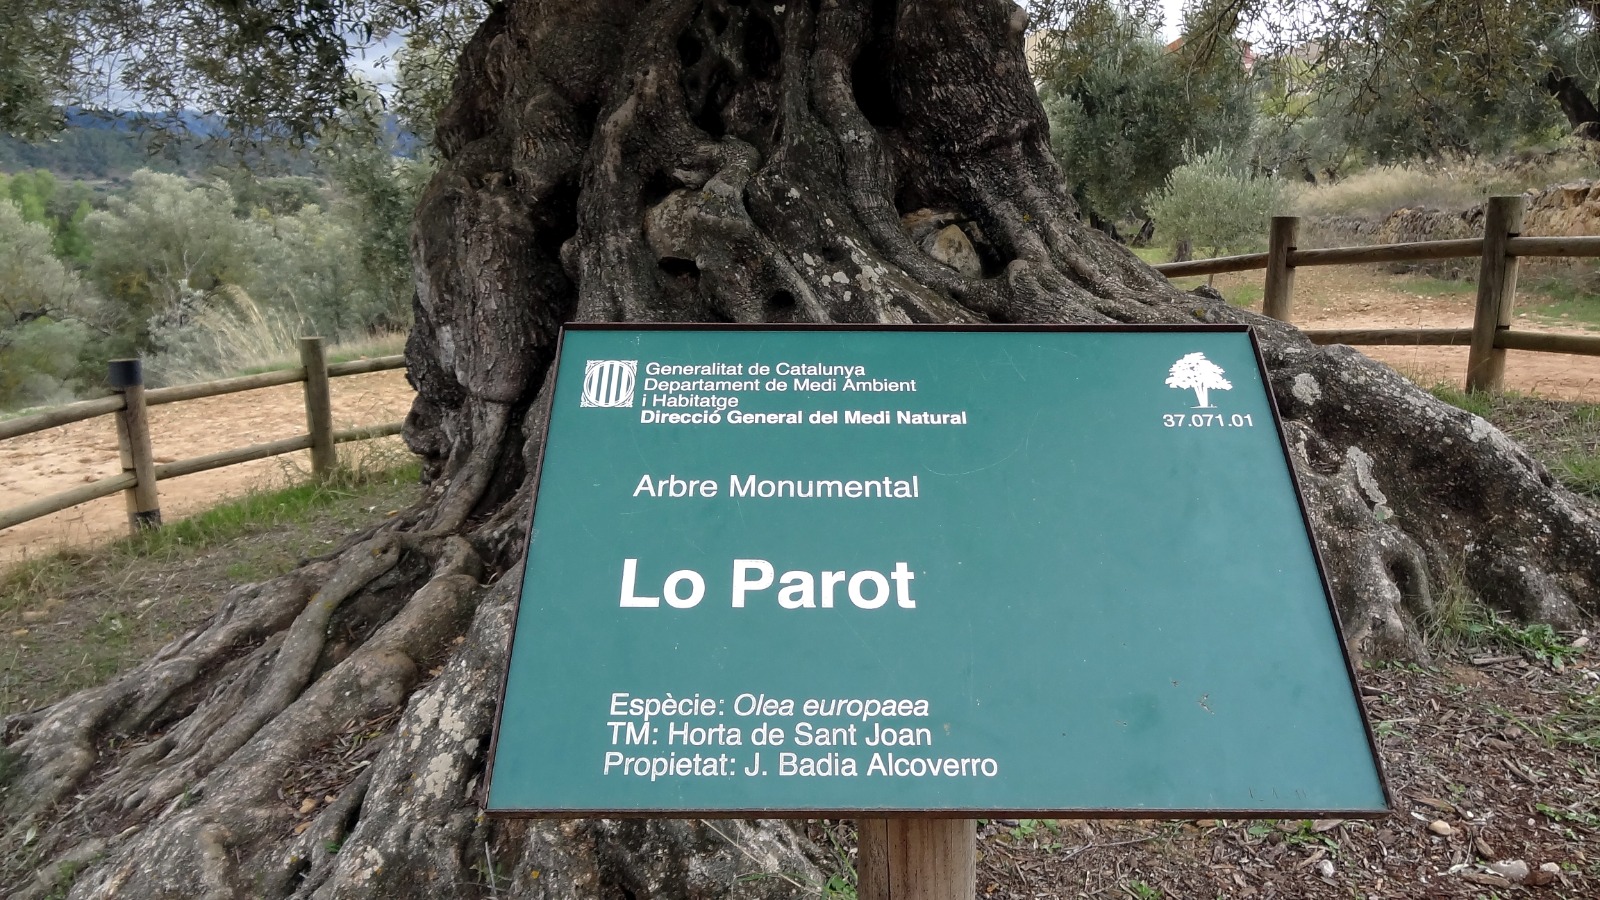 Generalitat de Catalunya
Departament de Medi Ambient
i Habitatge
Direcció General del Medi Natural
37.071.01
Arbre Monumental
Lo Parot
Espècie: Olea europaea
TM: Horta de Sant Joan
Propietat: J. Badia Alcoverro